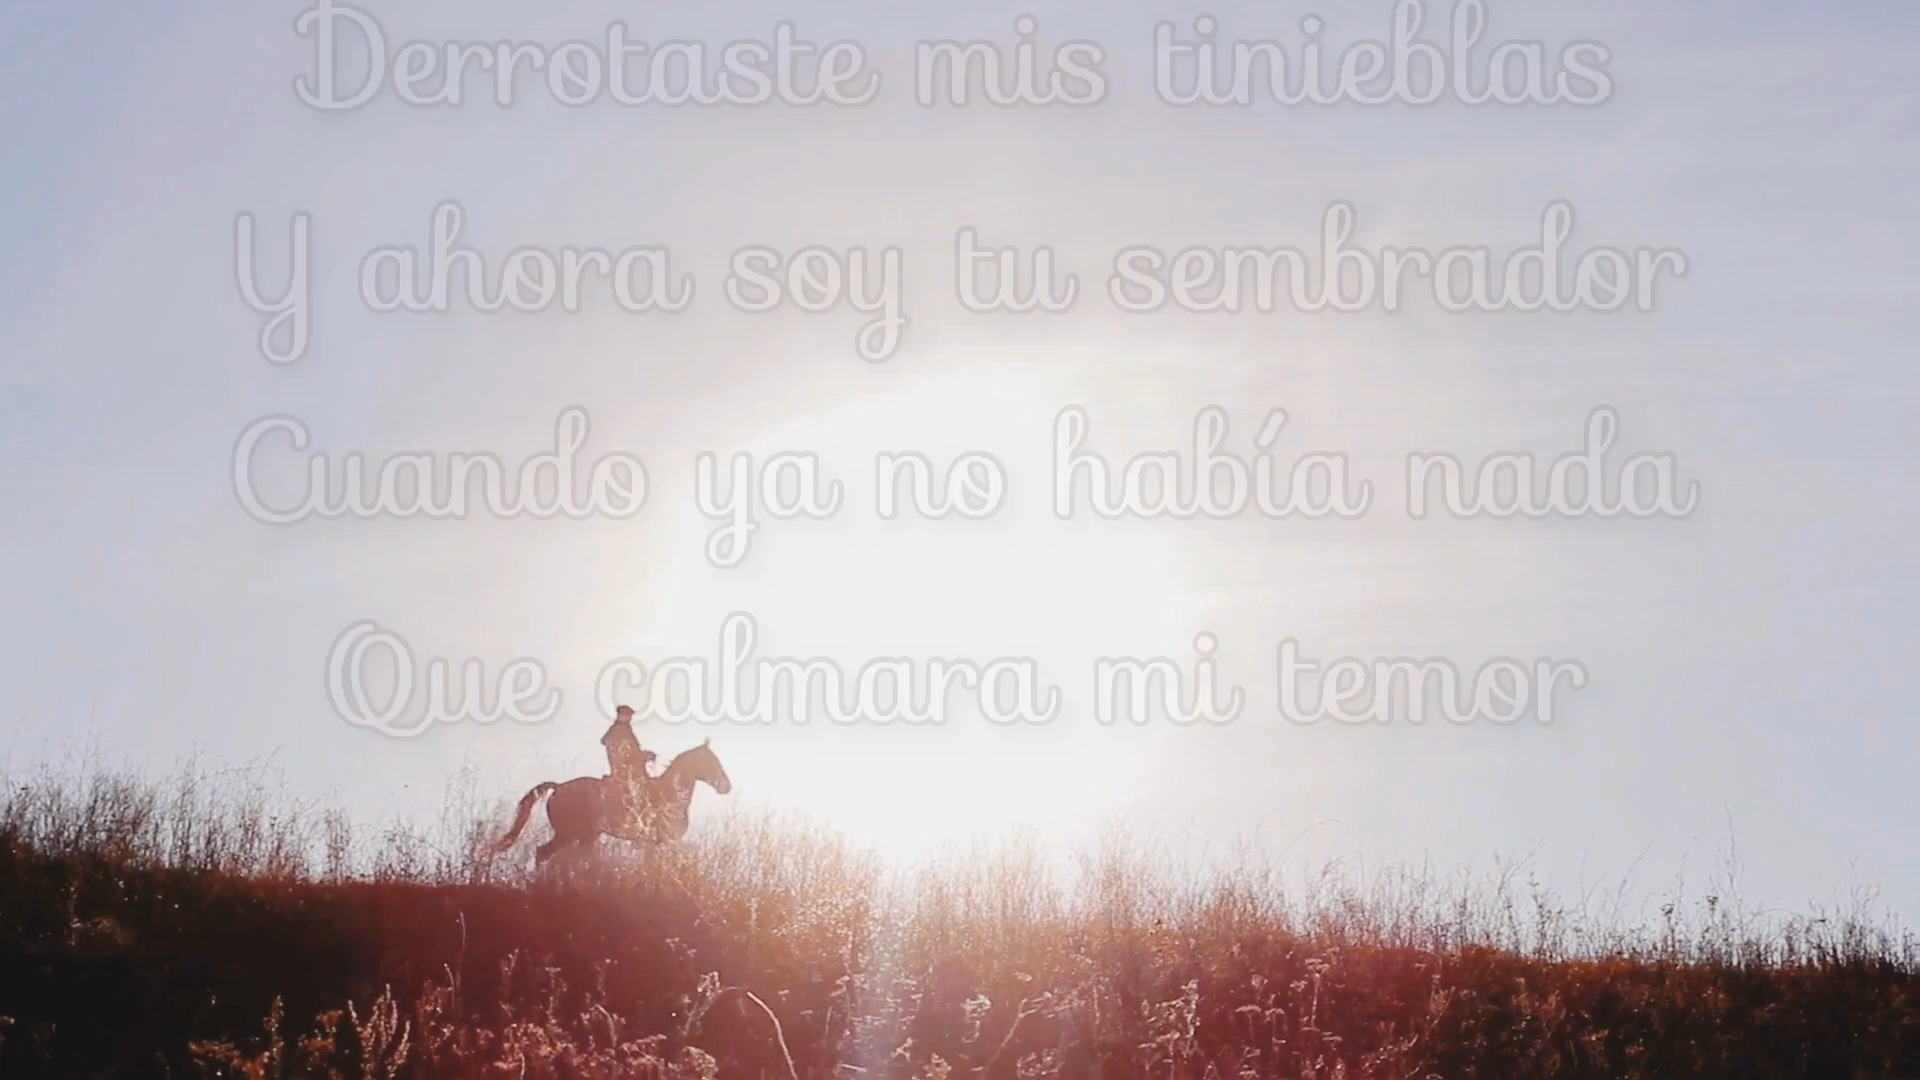 Derrotaste mis tinieblas
Y ahora soy tu sembrador
Cuando ya no había nada
Que calmara mi temor